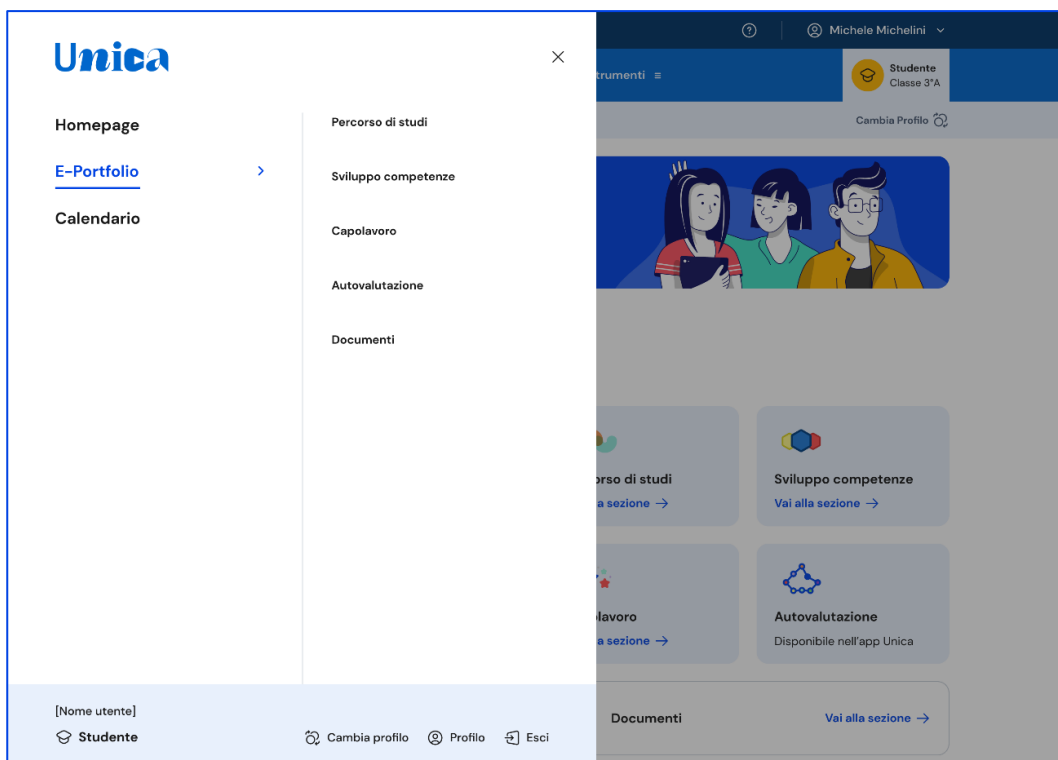 Unica
Homepage
E-Portfolio
Calendario
Percorso di studi
Sviluppo competenze
Capolavoro
Autovalutazione
Documenti
[Nome utente]
Studente
Cambia profilo
Profilo
Esci
Michele Michelini
trumenti
Studente
Classe 3°A
Cambia Profilo
orso di studi
a sezione →
Sviluppo competenze
Vai alla sezione →
lavoro
a sezione →
Autovalutazione
Disponibile nell'app Unica
Documenti
Vai alla sezione →